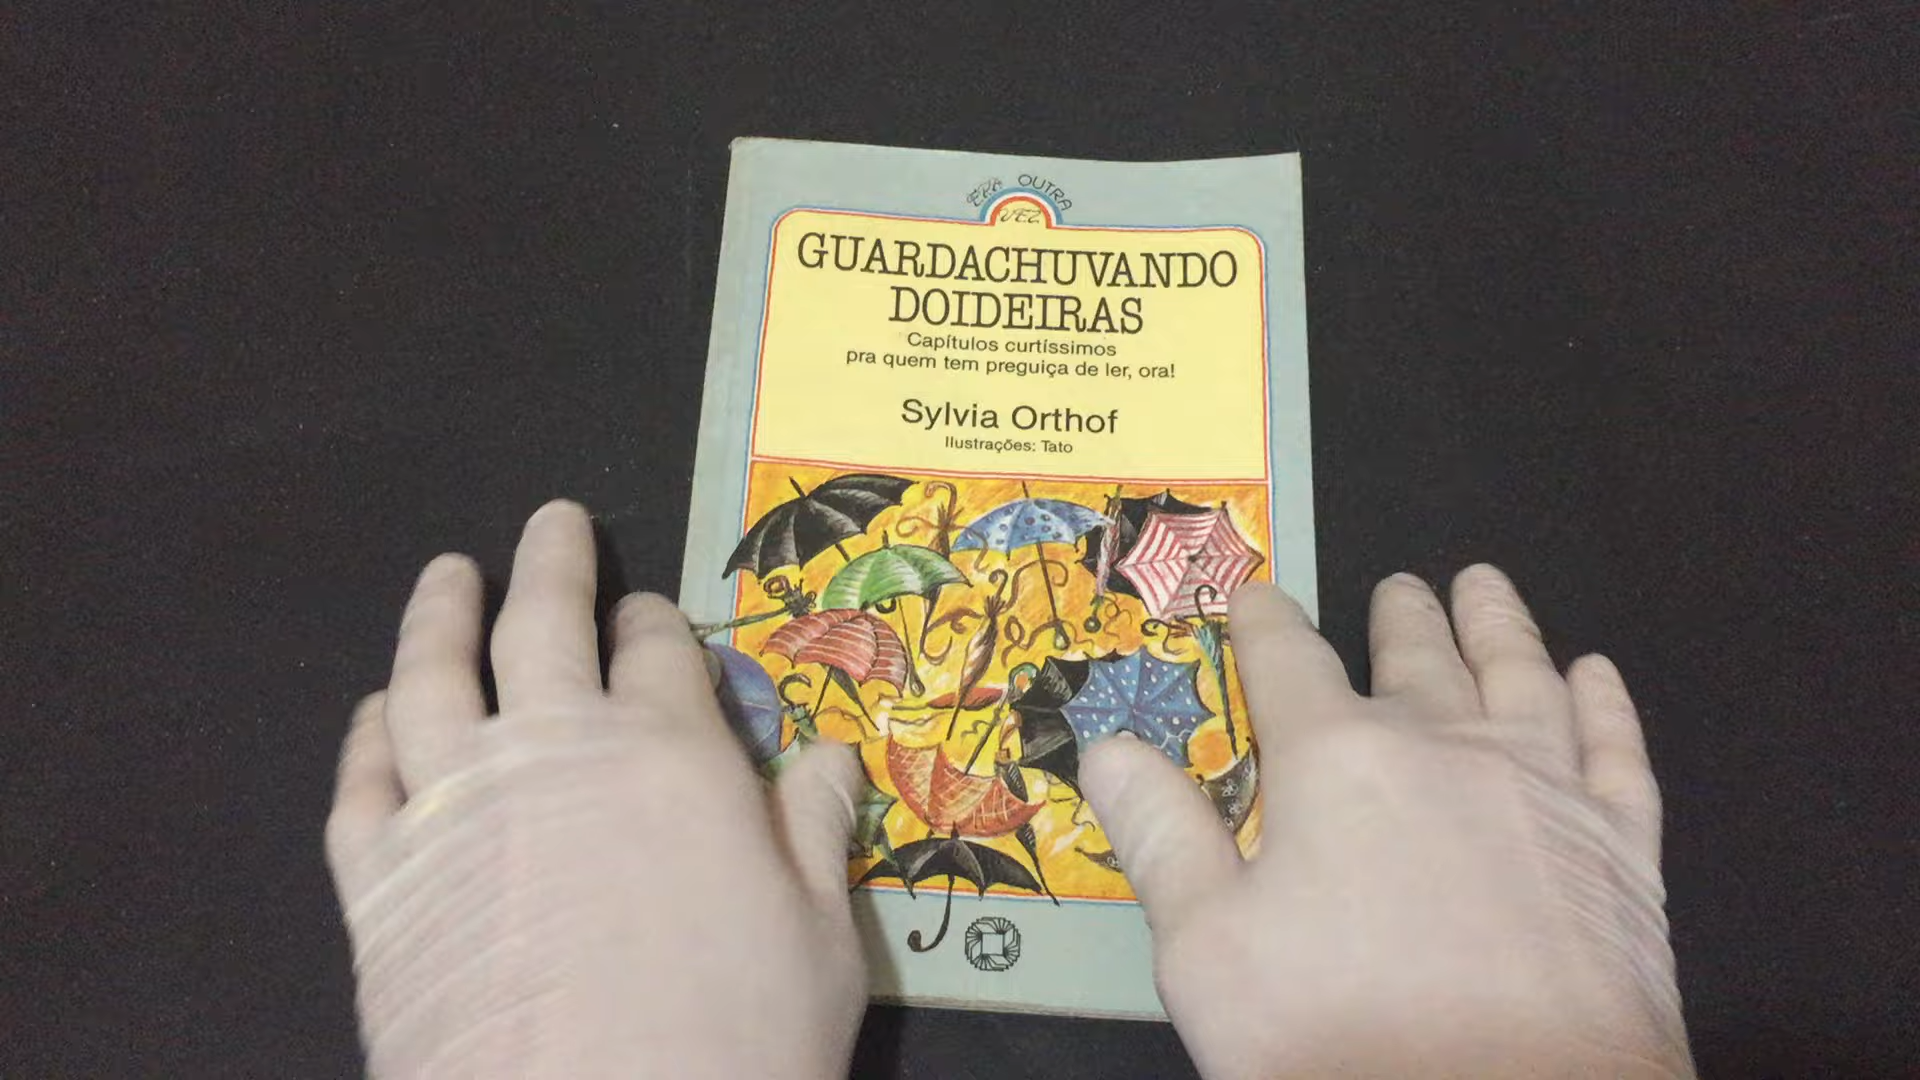 ERA OUTRA
VEZ
GUARDACHUVANDO
DOIDEIRAS
Capítulos curtíssimos
pra quem tem preguiça de ler, ora!
Sylvia Orthof
Ilustrações: Tato